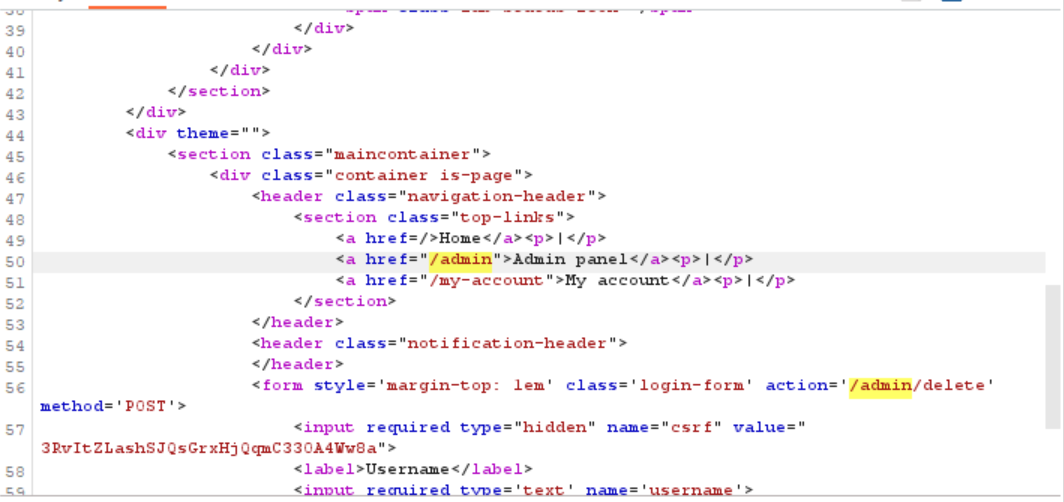 39 </div>
40 </div>
41 </div>
42 </section>
43 </div>
44 <div theme="">
45 <section class="maincontainer">
46 <div class="container is-page">
47 <header class="navigation-header">
48 <section class="top-links">
49 <a href=/>Home</a><p>|</p>
50 <a href="/admin">Admin panel</a><p>|</p>
51 <a href="/my-account">My account</a><p>|</p>
52 </section>
53 </header>
54 <header class="notification-header">
55 </header>
56 <form style='margin-top: 1em' class='login-form' action='/admin/delete'
method='POST'>
57 <input required type="hidden" name="csrf" value="
3RvItZLashSJQsGrxHjQqmC330A4Ww8a">
58 <label>Username</label>
59 <input required type='text' name='username'>